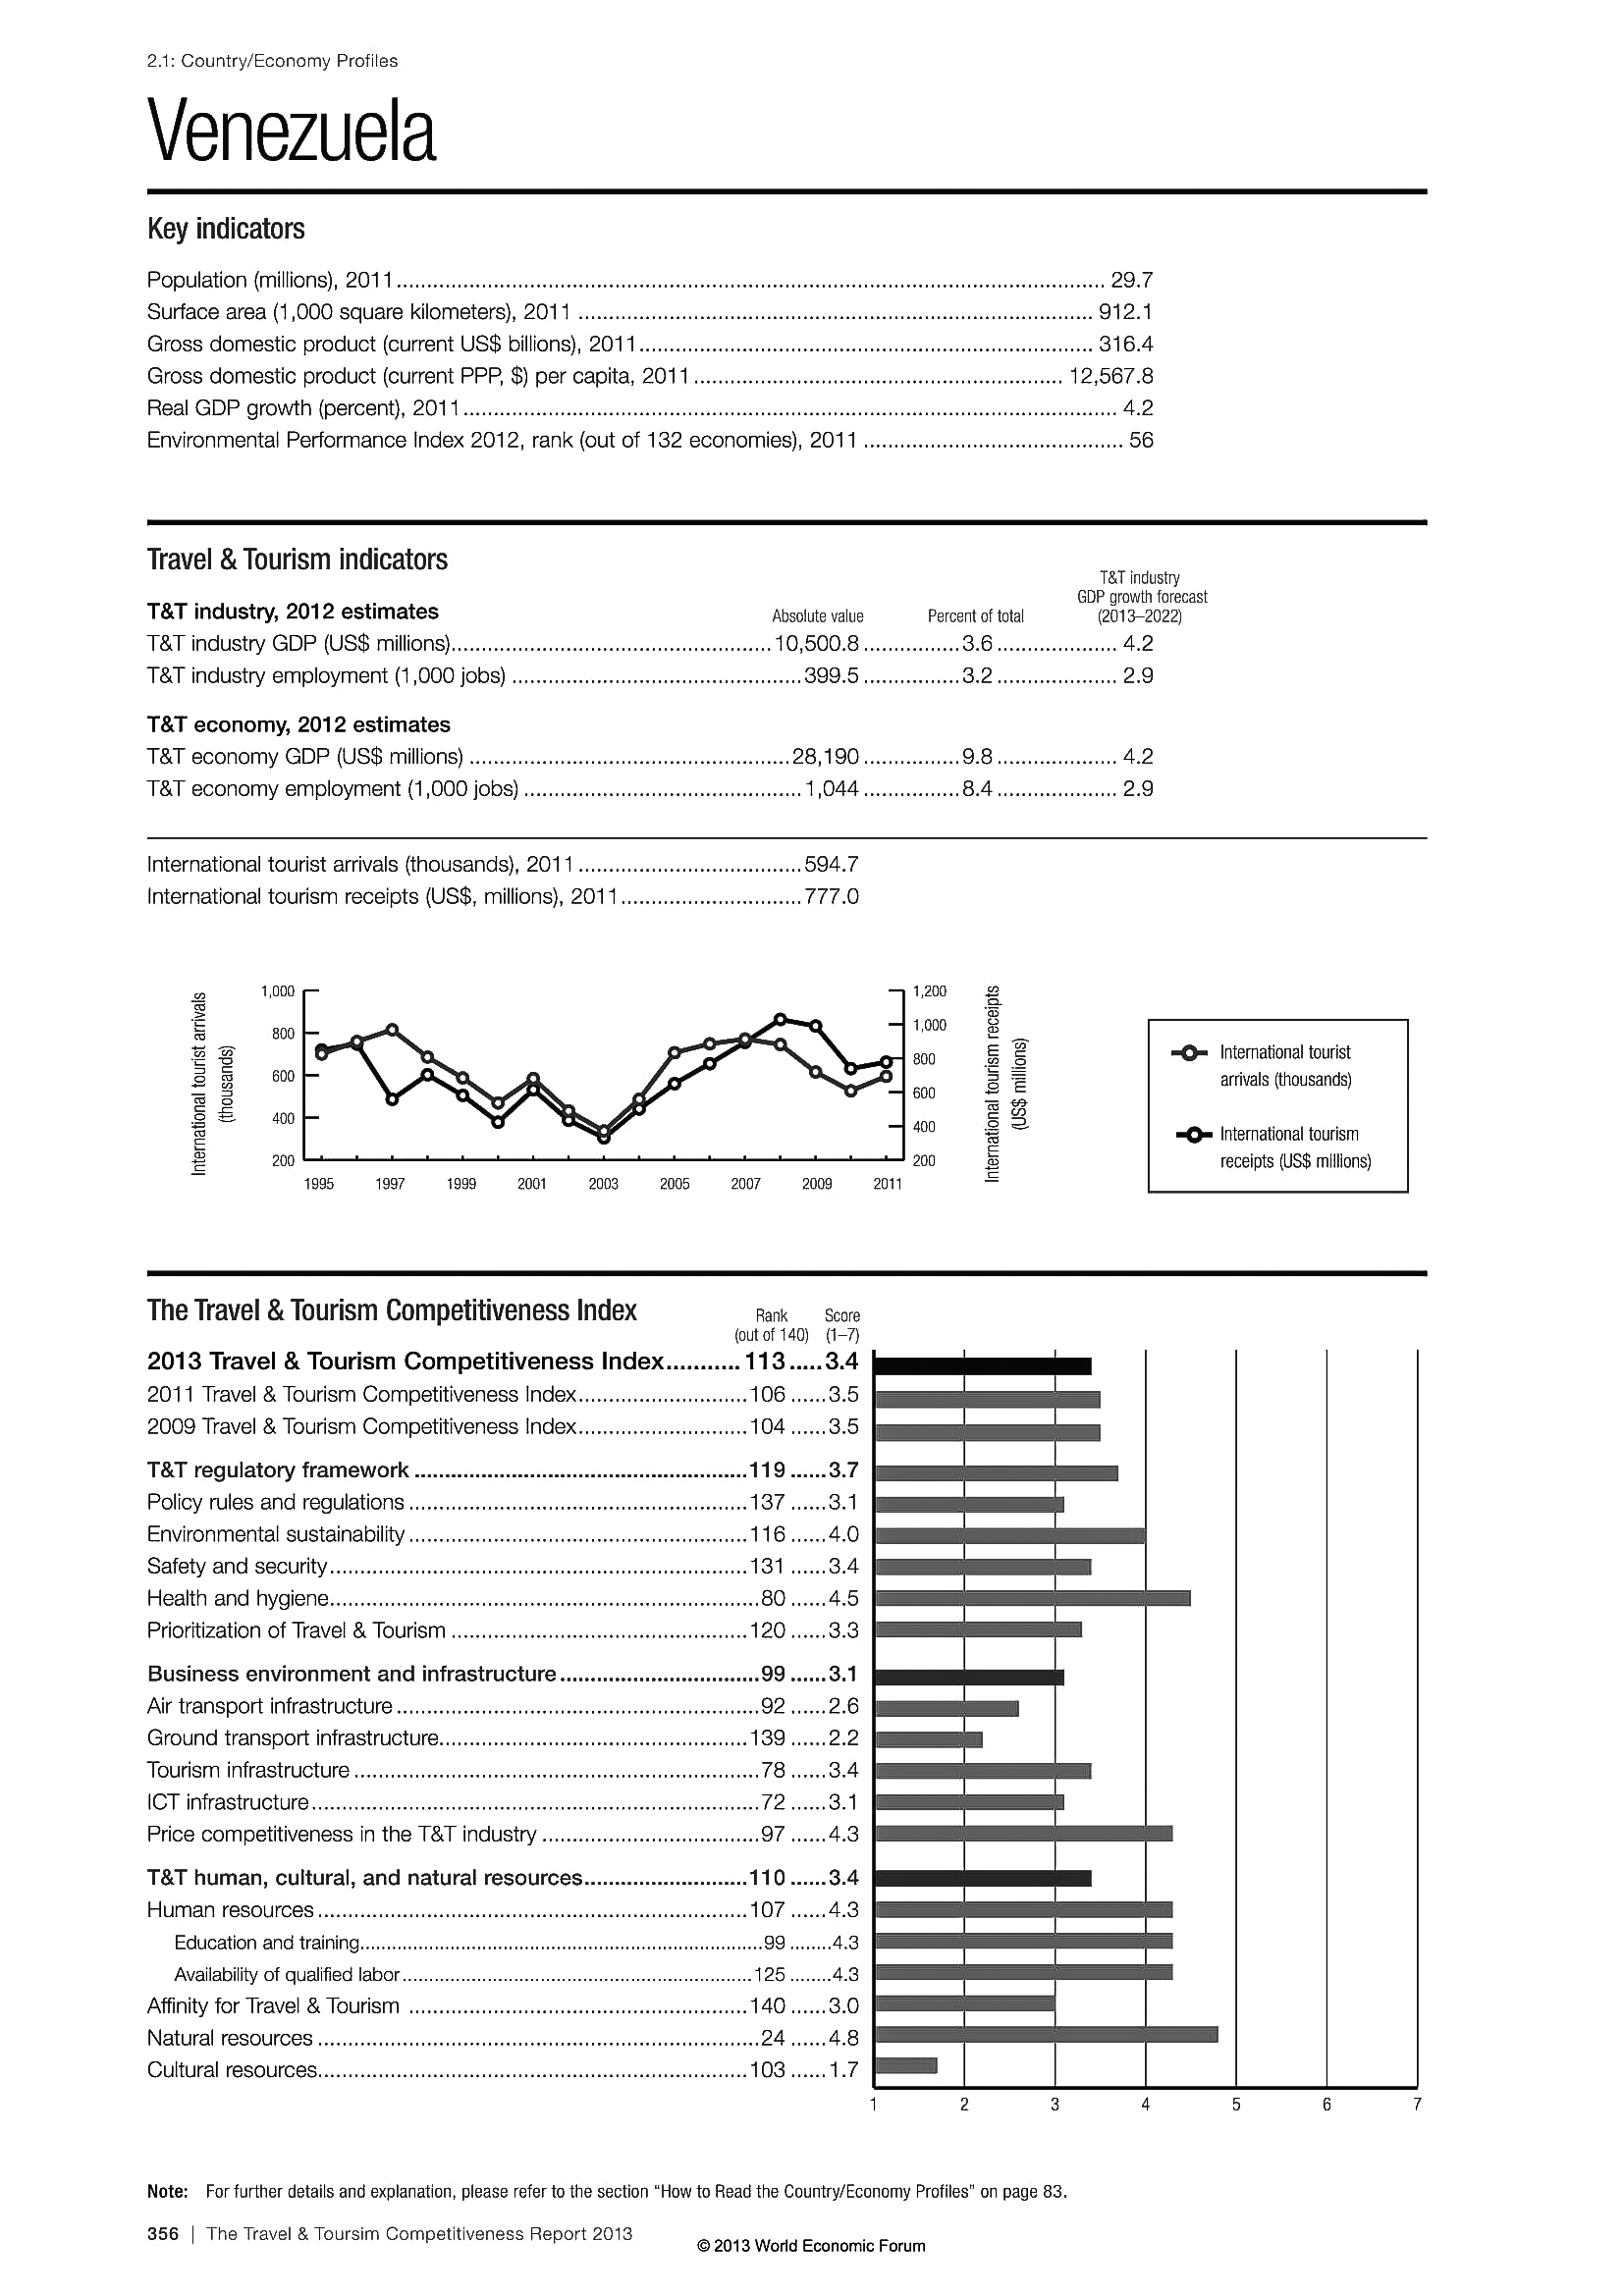 2.1: Country/Economy Profiles
Venezuela
Key indicators
Population (millions), 2011 ........ 29.7
Surface area (1,000 square kilometers), 2011 ........ 912.1
Gross domestic product (current US$ billions), 2011 ........ 316.4
Gross domestic product (current PPP, $) per capita, 2011 ........ 12,567.8
Real GDP growth (percent), 2011 ........ 4.2
Environmental Performance Index 2012, rank (out of 132 economies), 2011 ........ 56
Travel & Tourism indicators
T&T industry
GDP growth forecast
T&T industry, 2012 estimates Absolute value Percent of total (2013–2022)
T&T industry GDP (US$ millions) ........ 10,500.8 ........ 3.6 ........ 4.2
T&T industry employment (1,000 jobs) ........ 399.5 ........ 3.2 ........ 2.9
T&T economy, 2012 estimates
T&T economy GDP (US$ millions) ........ 28,190 ........ 9.8 ........ 4.2
T&T economy employment (1,000 jobs) ........ 1,044 ........ 8.4 ........ 2.9
International tourist arrivals (thousands), 2011 ........ 594.7
International tourism receipts (US$, millions), 2011 ........ 777.0
International tourist arrivals
(thousands)
1,000
800
600
400
200
1995 1997 1999 2001 2003 2005 2007 2009 2011
1,200
1,000
800
600
400
200
International tourism receipts
(US$ millions)
International tourist
arrivals (thousands)
International tourism
receipts (US$ millions)
The Travel & Tourism Competitiveness Index Rank Score
(out of 140) (1–7)
2013 Travel & Tourism Competitiveness Index ........ 113 ..... 3.4
2011 Travel & Tourism Competitiveness Index ........ 106 ...... 3.5
2009 Travel & Tourism Competitiveness Index ........ 104 ...... 3.5
T&T regulatory framework ........ 119 ...... 3.7
Policy rules and regulations ........ 137 ...... 3.1
Environmental sustainability ........ 116 ...... 4.0
Safety and security ........ 131 ...... 3.4
Health and hygiene ........ 80 ...... 4.5
Prioritization of Travel & Tourism ........ 120 ...... 3.3
Business environment and infrastructure ........ 99 ...... 3.1
Air transport infrastructure ........ 92 ...... 2.6
Ground transport infrastructure ........ 139 ...... 2.2
Tourism infrastructure ........ 78 ...... 3.4
ICT infrastructure ........ 72 ...... 3.1
Price competitiveness in the T&T industry ........ 97 ...... 4.3
T&T human, cultural, and natural resources ........ 110 ...... 3.4
Human resources ........ 107 ...... 4.3
Education and training ........ 99 ........ 4.3
Availability of qualified labor ........ 125 ........ 4.3
Affinity for Travel & Tourism ........ 140 ...... 3.0
Natural resources ........ 24 ...... 4.8
Cultural resources ........ 103 ...... 1.7
1 2 3 4 5 6 7
Note: For further details and explanation, please refer to the section “How to Read the Country/Economy Profiles” on page 83.
356 | The Travel & Toursim Competitiveness Report 2013
© 2013 World Economic Forum